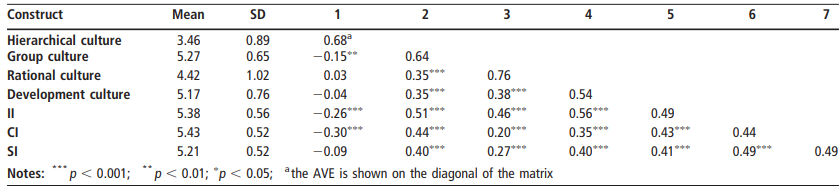 Construct Mean SD 1 2 3 4 5 6 7
Hierarchical culture 3.46 0.89 0.68ᵃ
Group culture 5.27 0.65 −0.15** 0.64
Rational culture 4.42 1.02 0.03 0.35*** 0.76
Development culture 5.17 0.76 −0.04 0.35*** 0.38*** 0.54
II 5.38 0.56 −0.26*** 0.51*** 0.46*** 0.56*** 0.49
CI 5.43 0.52 −0.30*** 0.44*** 0.20*** 0.35*** 0.43*** 0.44
SI 5.21 0.52 −0.09 0.40*** 0.27*** 0.40*** 0.41*** 0.49*** 0.49
Notes: ***p < 0.001; **p < 0.01; *p < 0.05; ᵃthe AVE is shown on the diagonal of the matrix